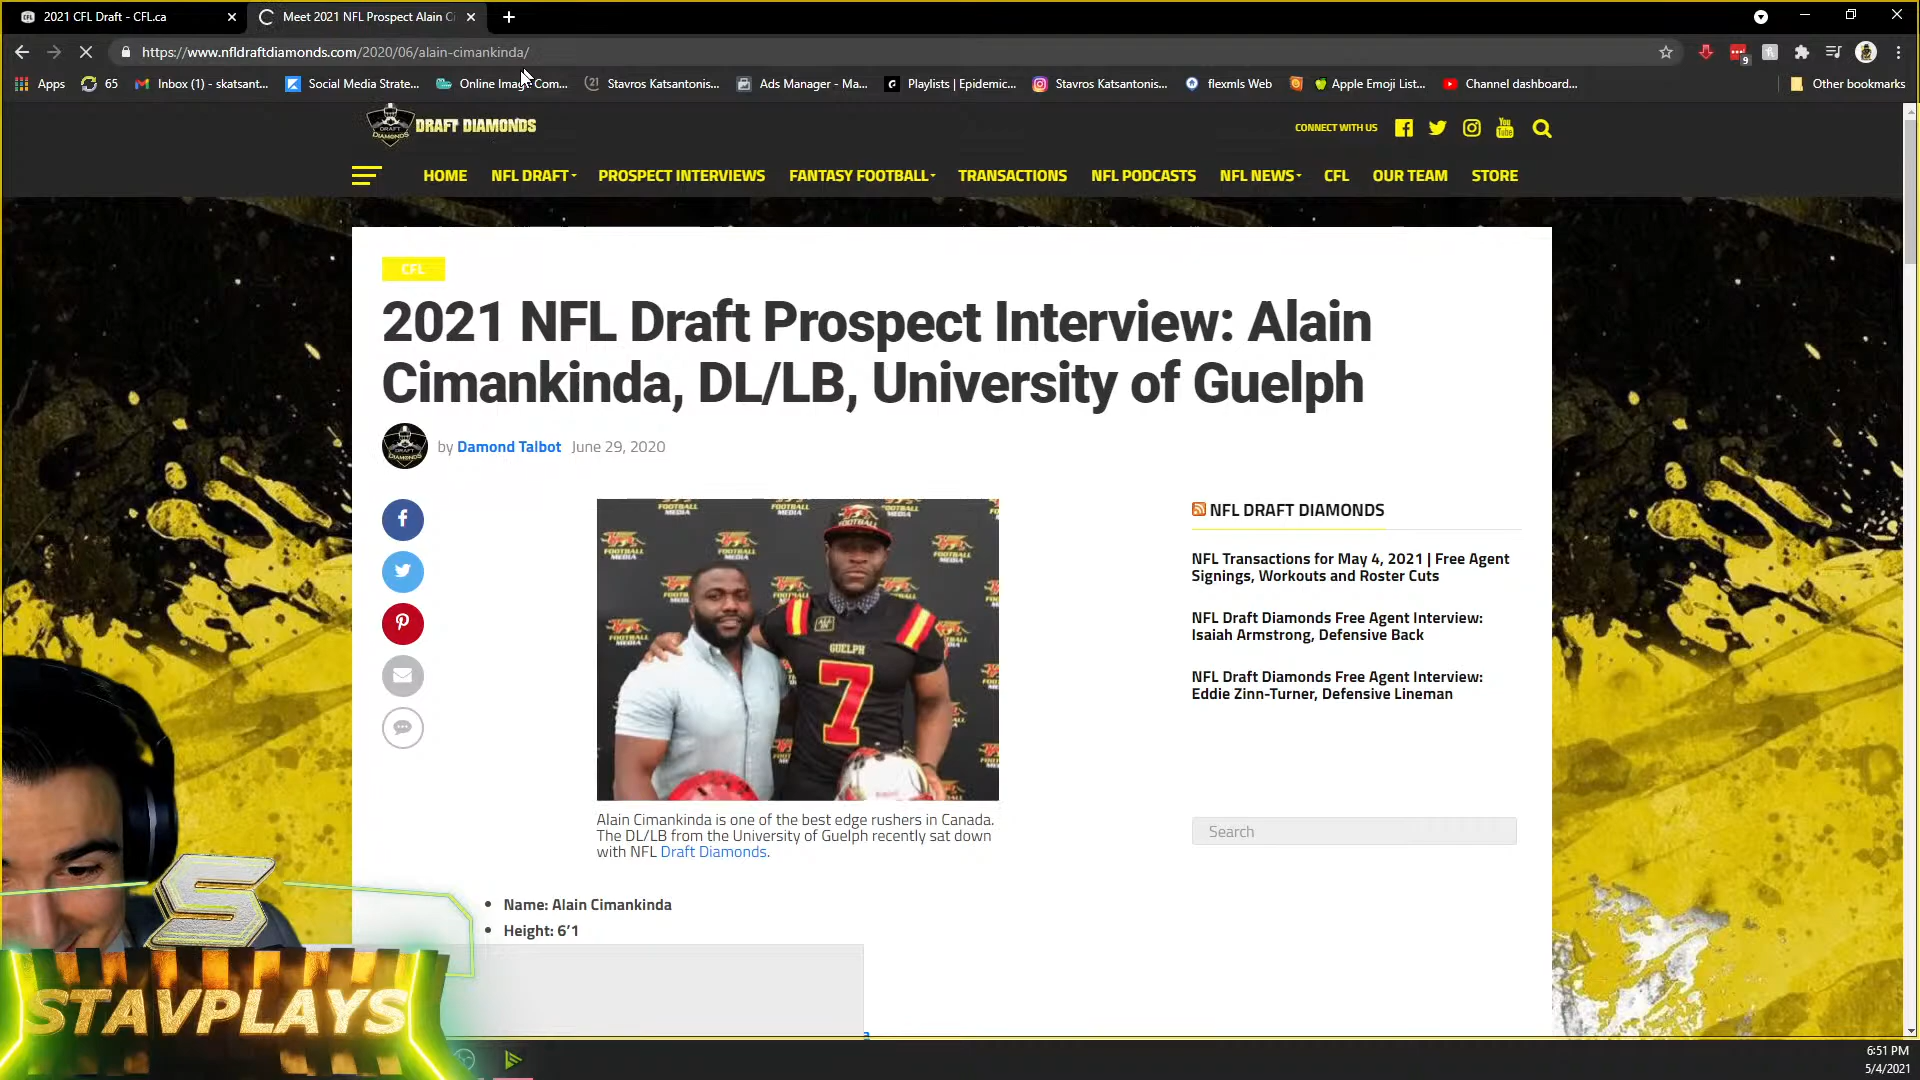 2021 CFL Draft - CFL.ca
Meet 2021 NFL Prospect Alain C
https://www.nfldraftdiamonds.com/2020/06/alain-cimankinda/
Apps
65
Inbox (1) - skatsant...
Social Media Strate...
Online Image Com...
Stavros Katsantonis...
Ads Manager - Ma...
Playlists | Epidemic...
Stavros Katsantonis...
flexmls Web
Apple Emoji List...
Channel dashboard...
Other bookmarks
DRAFT DIAMONDS
CONNECT WITH US
HOME
NFL DRAFT
PROSPECT INTERVIEWS
FANTASY FOOTBALL
TRANSACTIONS
NFL PODCASTS
NFL NEWS
CFL
OUR TEAM
STORE
CFL
2021 NFL Draft Prospect Interview: Alain
Cimankinda, DL/LB, University of Guelph
by Damond Talbot June 29, 2020
GUELPH
7
NFL DRAFT DIAMONDS
NFL Transactions for May 4, 2021 | Free Agent
Signings, Workouts and Roster Cuts
NFL Draft Diamonds Free Agent Interview:
Isaiah Armstrong, Defensive Back
NFL Draft Diamonds Free Agent Interview:
Eddie Zinn-Turner, Defensive Lineman
Search
Alain Cimankinda is one of the best edge rushers in Canada.
The DL/LB from the University of Guelph recently sat down
with NFL Draft Diamonds.
Name: Alain Cimankinda
Height: 6'1
S
STAVPLAYS
6:51 PM
5/4/2021